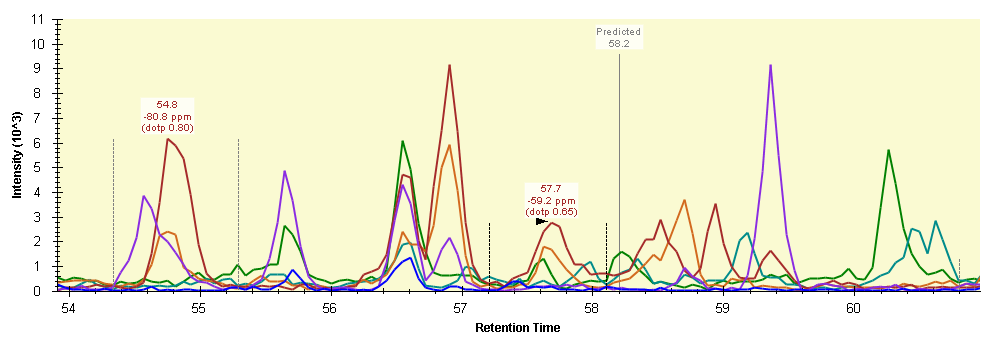 11
10
9
8
7
6
5
4
3
2
1
0
Intensity (10^3)
54.8
-80.8 ppm
(dotp 0.80)
57.7
-59.2 ppm
(dotp 0.65)
Predicted
58.2
54 55 56 57 58 59 60
Retention Time